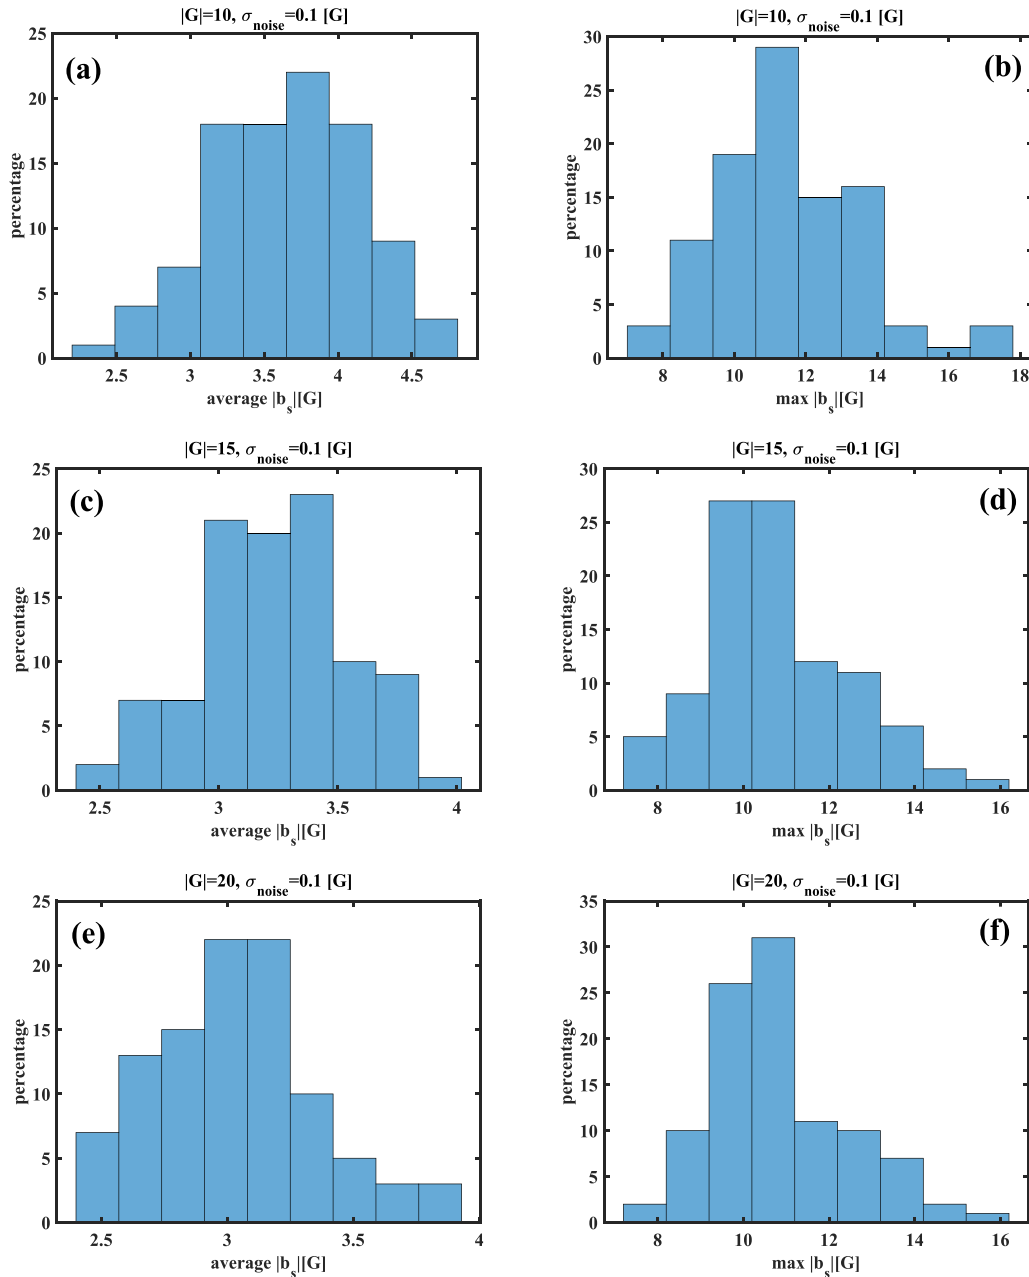 |G|=10, σnoise=0.1 [G]
(a)
percentage
25
20
15
10
5
0
2.5 3 3.5 4 4.5
average |bs|[G]
|G|=10, σnoise=0.1 [G]
(b)
percentage
30
25
20
15
10
5
0
8 10 12 14 16 18
max |bs|[G]
|G|=15, σnoise=0.1 [G]
(c)
percentage
25
20
15
10
5
0
2.5 3 3.5 4
average |bs|[G]
|G|=15, σnoise=0.1 [G]
(d)
percentage
30
25
20
15
10
5
0
8 10 12 14 16
max |bs|[G]
|G|=20, σnoise=0.1 [G]
(e)
percentage
25
20
15
10
5
0
2.5 3 3.5 4
average |bs|[G]
|G|=20, σnoise=0.1 [G]
(f)
percentage
35
30
25
20
15
10
5
0
8 10 12 14 16
max |bs|[G]